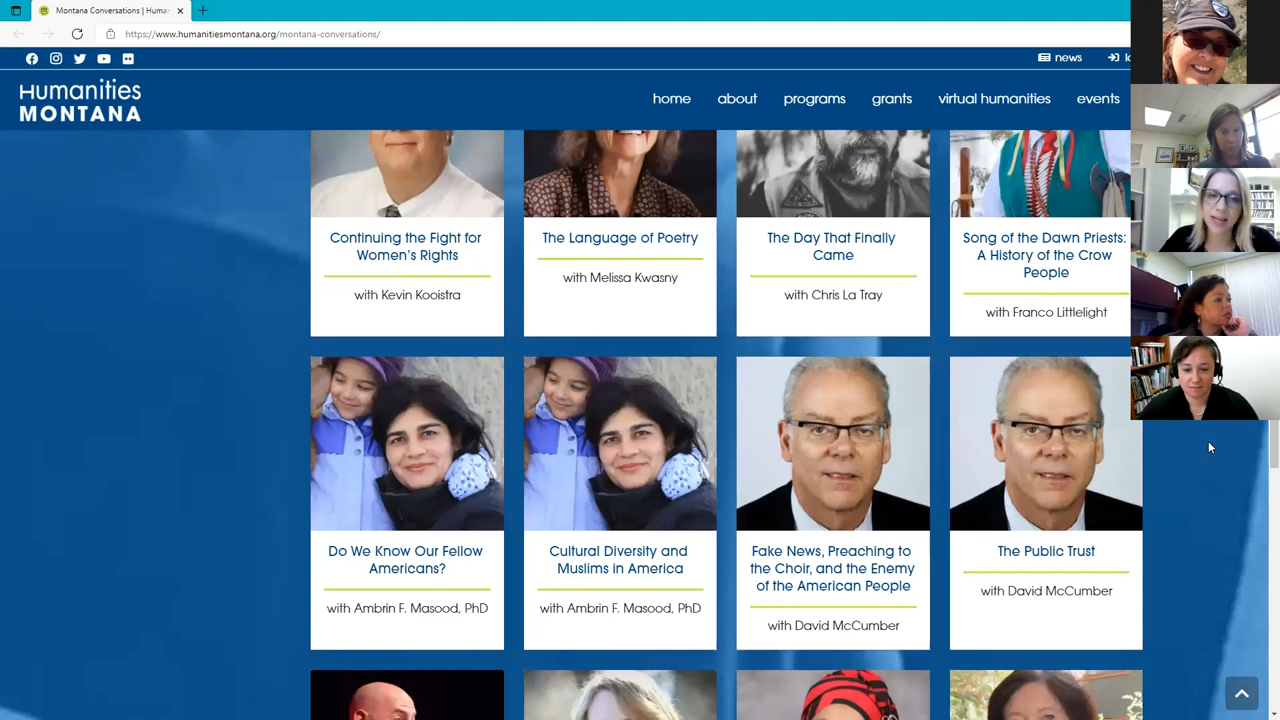 Montana Conversations | Human
https://www.humanitiesmontana.org/montana-conversations/
news
Humanities
MONTANA
home about programs grants virtual humanities events
Continuing the Fight for
Women's Rights
with Kevin Kooistra
The Language of Poetry
with Melissa Kwasny
The Day That Finally
Came
with Chris La Tray
Song of the Dawn Priests:
A History of the Crow
People
with Franco Littlelight
Do We Know Our Fellow
Americans?
with Ambrin F. Masood, PhD
Cultural Diversity and
Muslims in America
with Ambrin F. Masood, PhD
Fake News, Preaching to
the Choir, and the Enemy
of the American People
with David McCumber
The Public Trust
with David McCumber